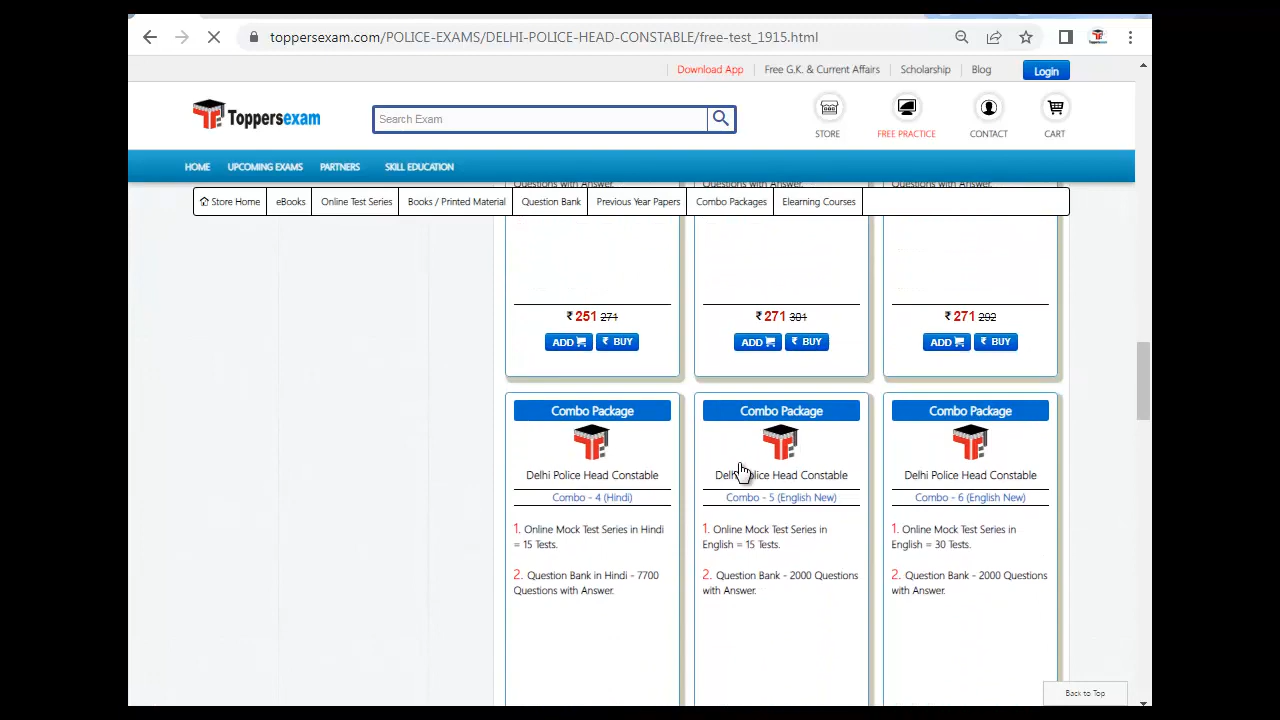 toppersexam.com/POLICE-EXAMS/DELHI-POLICE-HEAD-CONSTABLE/free-test_1915.html
Download App Free G.K. & Current Affairs Scholarship Blog Login
Toppersexam
Search Exam
STORE FREE PRACTICE CONTACT CART
HOME UPCOMING EXAMS PARTNERS SKILL EDUCATION
Questions with Answer. Questions with Answer.
Store Home eBooks Online Test Series Books / Printed Material Question Bank Previous Year Papers Combo Packages Elearning Courses
₹ 251 271 ₹ 271 301 ₹ 271 292
ADD ₹ BUY ADD ₹ BUY ADD ₹ BUY
Combo Package Combo Package Combo Package
Delhi Police Head Constable Delhi Police Head Constable Delhi Police Head Constable
Combo - 4 (Hindi) Combo - 5 (English New) Combo - 6 (English New)
1. Online Mock Test Series in Hindi 1. Online Mock Test Series in 1. Online Mock Test Series in
= 15 Tests. English = 15 Tests. English = 30 Tests.
2. Question Bank in Hindi - 7700 2. Question Bank - 2000 Questions 2. Question Bank - 2000 Questions
Questions with Answer. with Answer. with Answer.
Back to Top